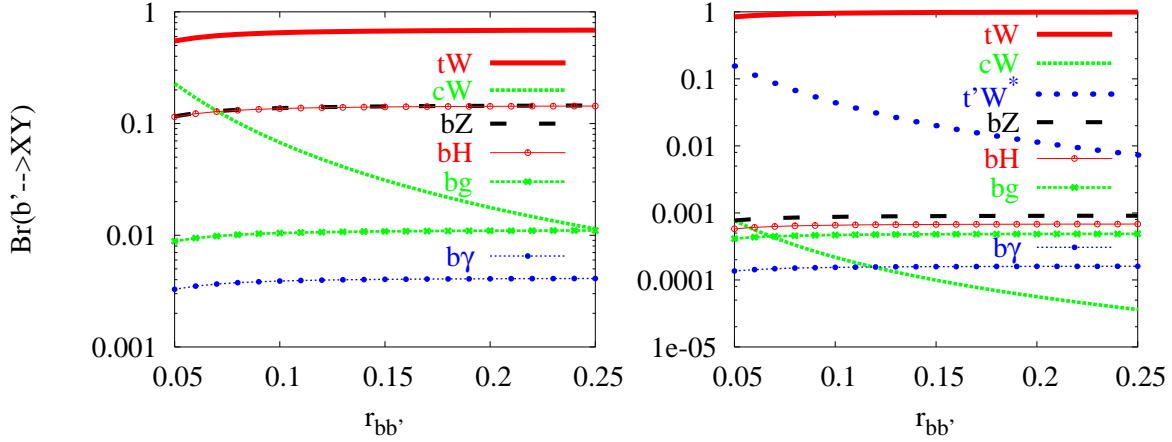 Br(b'-->XY)
1
0.1
0.01
0.001
tW
cW
bZ
bH
bg
bγ
0.05
0.1
0.15
0.2
0.25
r_bb'
1
0.1
0.01
0.001
0.0001
1e-05
tW
cW
t'W*
bZ
bH
bg
bγ
0.05
0.1
0.15
0.2
0.25
r_bb'